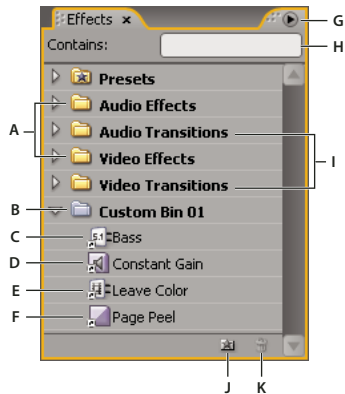 Effects
G
Contains:
H
Presets
A
Audio Effects
Audio Transitions
I
Video Effects
Video Transitions
B
Custom Bin 01
C
5.1
Bass
D
Constant Gain
E
Leave Color
F
Page Peel
J
K